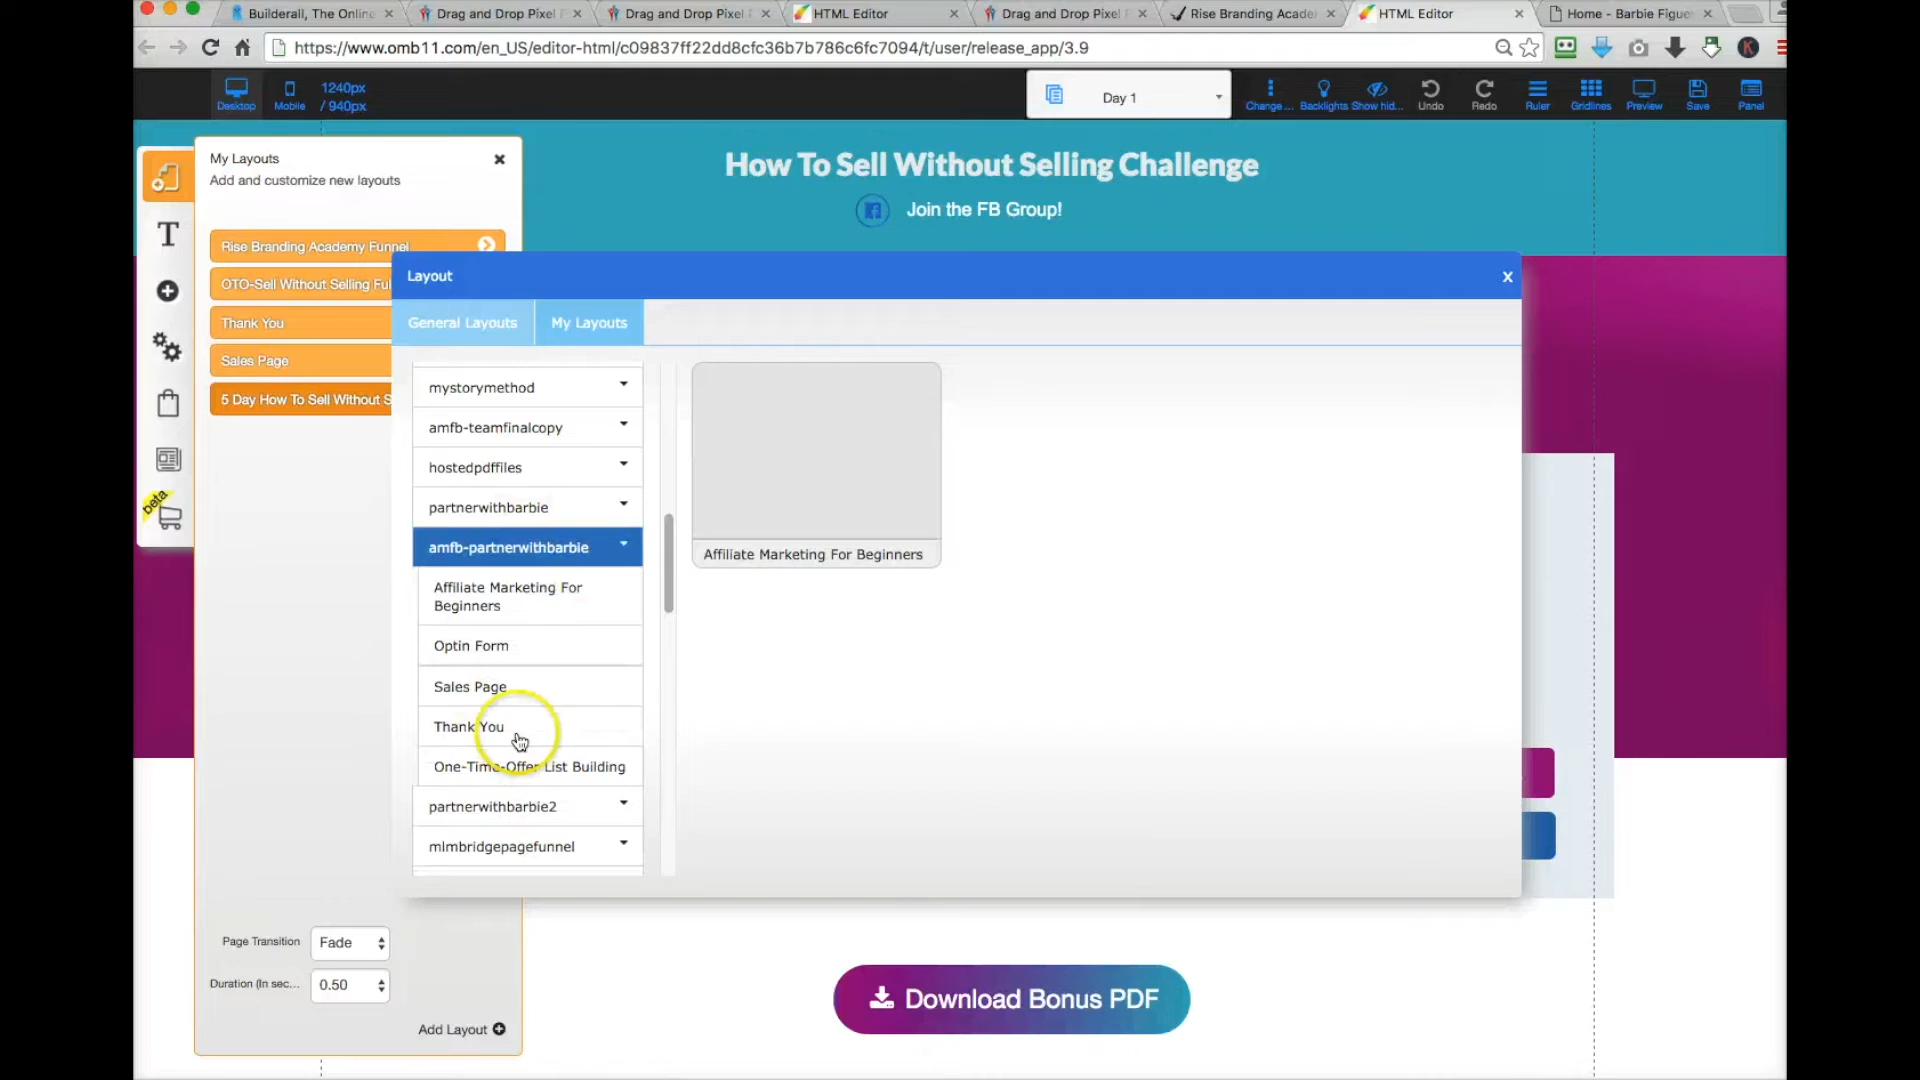 Builderall, The Online
Drag and Drop Pixel
Drag and Drop Pixel
HTML Editor
Drag and Drop Pixel
Rise Branding Acade
HTML Editor
Home - Barbie Figue
https://www.omb11.com/en_US/editor-html/c09837ff22dd8cfc36b7b786c6fc7094/t/user/release_app/3.9
Desktop
Mobile
1240px
/ 940px
Day 1
Change ...
Backlights
Show hid...
Undo
Redo
Ruler
Gridlines
Preview
Save
Panel
My Layouts
Add and customize new layouts
How To Sell Without Selling Challenge
Join the FB Group!
Rise Branding Academy Funnel
OTO-Sell Without Selling Fu
Thank You
Sales Page
5 Day How To Sell Without S
beta
Layout
x
General Layouts
My Layouts
mystorymethod
amfb-teamfinalcopy
hostedpdffiles
partnerwithbarbie
amfb-partnerwithbarbie
Affiliate Marketing For
Beginners
Optin Form
Sales Page
Thank You
One-Time-Offer List Building
partnerwithbarbie2
mlmbridgepagefunnel
Affiliate Marketing For Beginners
Page Transition
Fade
Duration (In sec...
0.50
Add Layout
Download Bonus PDF